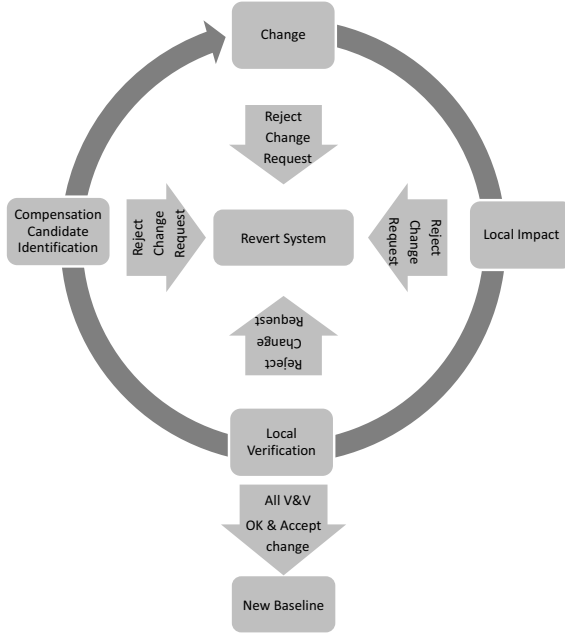 Change
Reject
Change
Request
Compensation
Candidate
Identification
Reject
Change
Request
Revert System
Reject
Change
Request
Local Impact
Reject
Change
Request
Local
Verification
All V&V
OK & Accept
change
New Baseline